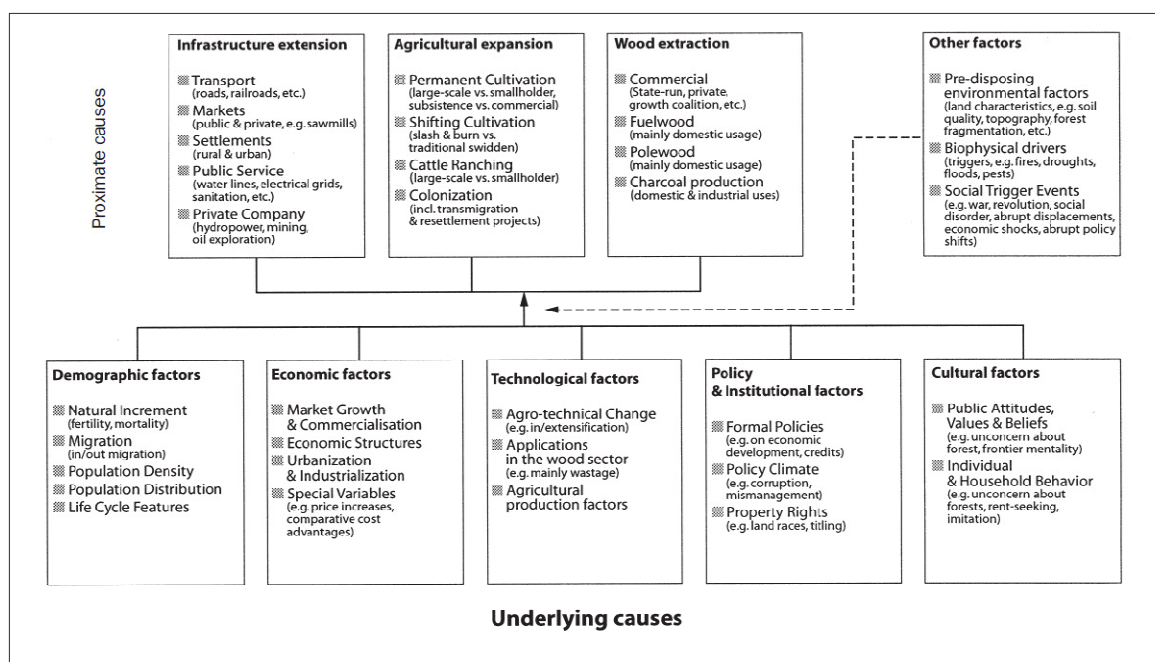 Proximate causes
Infrastructure extension
Transport
(roads, railroads, etc.)
Markets
(public & private, e.g. sawmills)
Settlements
(rural & urban)
Public Service
(water lines, electrical grids,
sanitation, etc.)
Private Company
(hydropower, mining,
oil exploration)
Agricultural expansion
Permanent Cultivation
(large-scale vs. smallholder,
subsistence vs. commercial)
Shifting Cultivation
(slash & burn vs.
traditional swidden)
Cattle Ranching
(large-scale vs. smallholder)
Colonization
(incl. transmigration
& resettlement projects)
Wood extraction
Commercial
(State-run, private,
growth coalition, etc.)
Fuelwood
(mainly domestic usage)
Polewood
(mainly domestic usage)
Charcoal production
(domestic & industrial uses)
Other factors
Pre-disposing
environmental factors
(land characteristics, e.g. soil
quality, topography, forest
fragmentation, etc.)
Biophysical drivers
(triggers, e.g. fires, droughts,
floods, pests)
Social Trigger Events
(e.g. war, revolution, social
disorder, abrupt displacements,
economic shocks, abrupt policy
shifts)
Demographic factors
Natural Increment
(fertility, mortality)
Migration
(in/out migration)
Population Density
Population Distribution
Life Cycle Features
Economic factors
Market Growth
& Commercialisation
Economic Structures
Urbanization
& Industrialization
Special Variables
(e.g. price increases,
comparative cost
advantages)
Technological factors
Agro-technical Change
(e.g. in/extensification)
Applications
in the wood sector
(e.g. mainly wastage)
Agricultural
production factors
Policy
& Institutional factors
Formal Policies
(e.g. on economic
development, credits)
Policy Climate
(e.g. corruption,
mismanagement)
Property Rights
(e.g. land races, titling)
Cultural factors
Public Attitudes,
Values & Beliefs
(e.g. unconcern about
forest, frontier mentality)
Individual
& Household Behavior
(e.g. unconcern about
forests, rent-seeking,
imitation)
Underlying causes